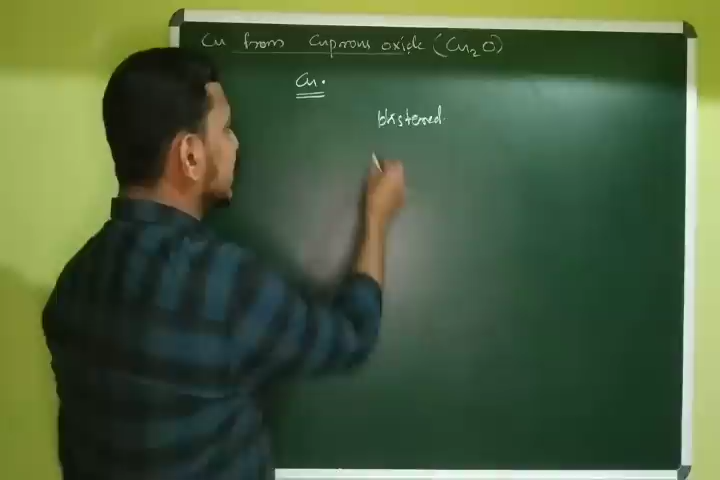 Cu from Cuprous oxide (Cu₂O)
Cu.
blistered